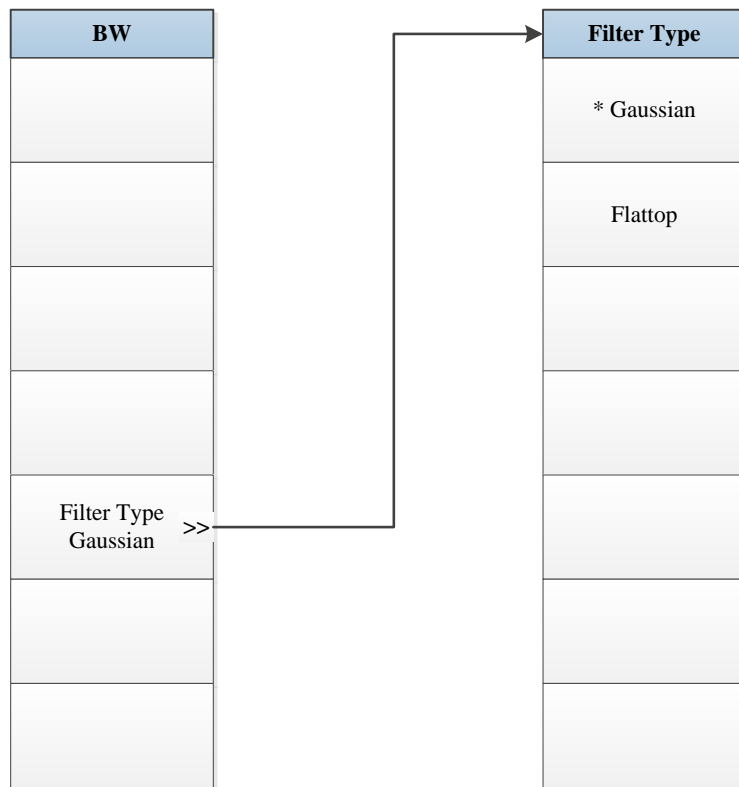 BW
Filter Type
Gaussian
>>
Filter Type
* Gaussian
Flattop